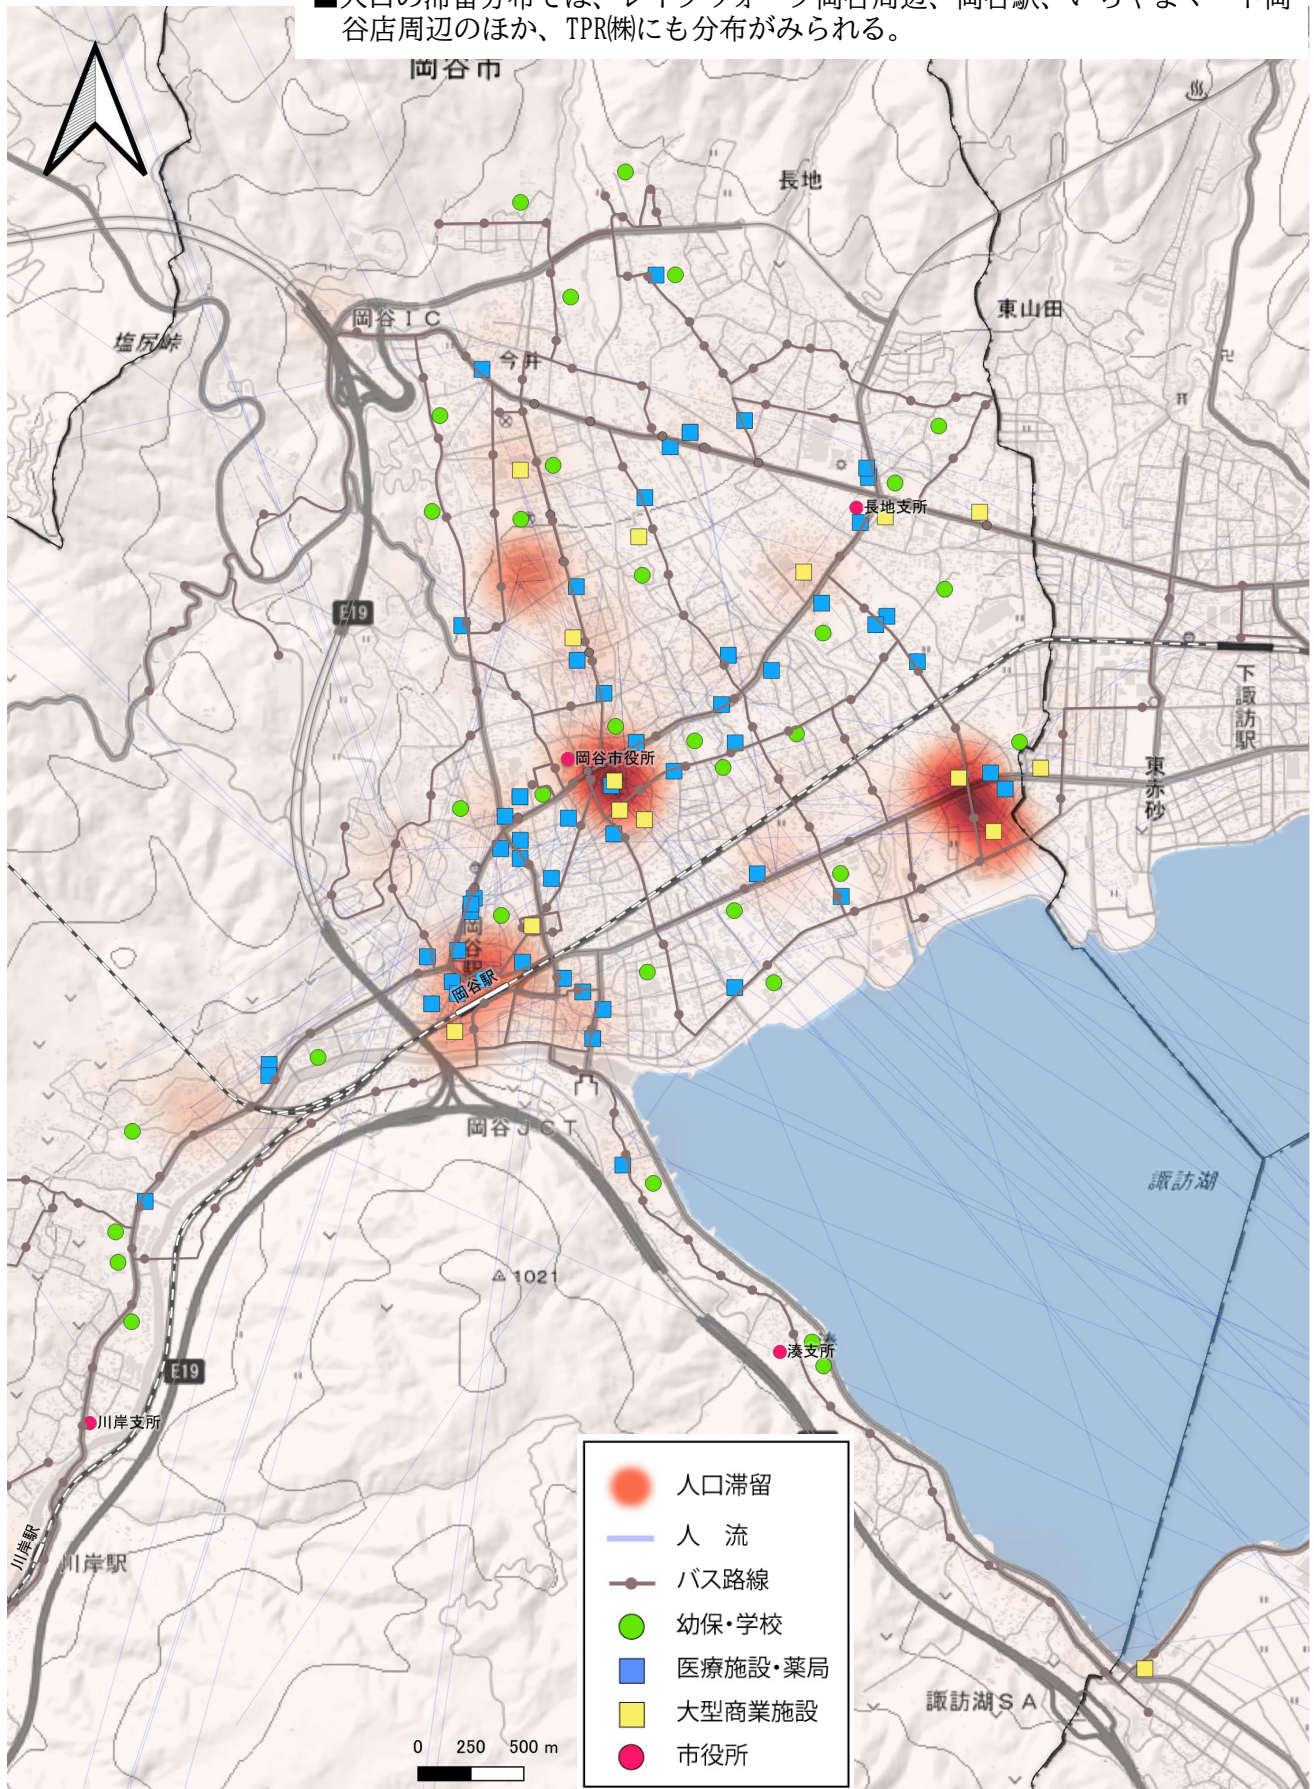 谷店周辺のほか、TPR㈱にも分布がみられる。
岡谷市
長地
東山田
塩尻峠
岡谷IC
今井
長地支所
E19
下諏訪駅
岡谷市役所
東赤砂
岡谷駅
岡谷JCT
諏訪湖
1021
湊支所
E19
川岸支所
川岸駅
川岸駅
諏訪湖SA
人口滞留
人 流
バス路線
幼保・学校
医療施設・薬局
大型商業施設
市役所
0 250 500 m